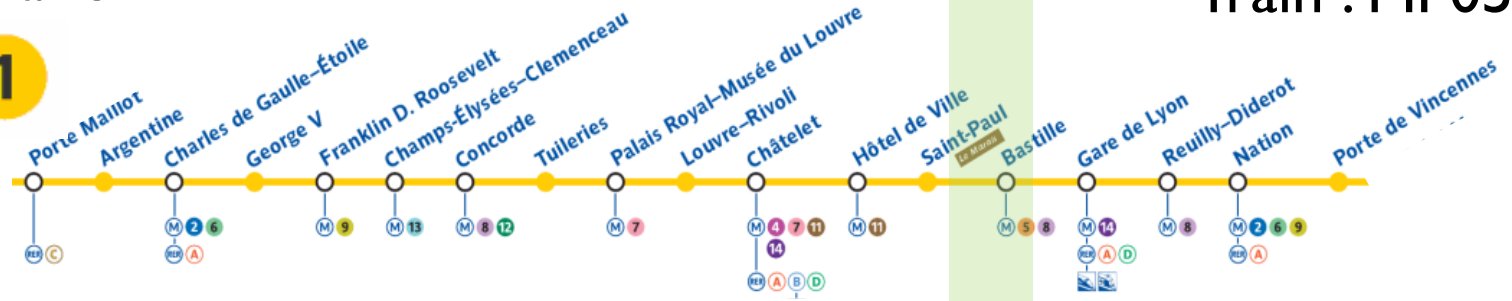 Train : MP05
1
Porte Maillot
Argentine
Charles de Gaulle–Étoile
George V
Franklin D. Roosevelt
Champs-Élysées–Clemenceau
Concorde
Tuileries
Palais Royal–Musée du Louvre
Louvre–Rivoli
Châtelet
Hôtel de Ville
Saint-Paul
Le Marais
Bastille
Gare de Lyon
Reuilly–Diderot
Nation
Porte de Vincennes
M 2 6
M 9
M 13
M 8 12
M 7
M 4 7 11
M 11
M 5 8
M 14
M 8
M 2 6 9
14
RER C
RER A
RER A D
RER A
RER A B D